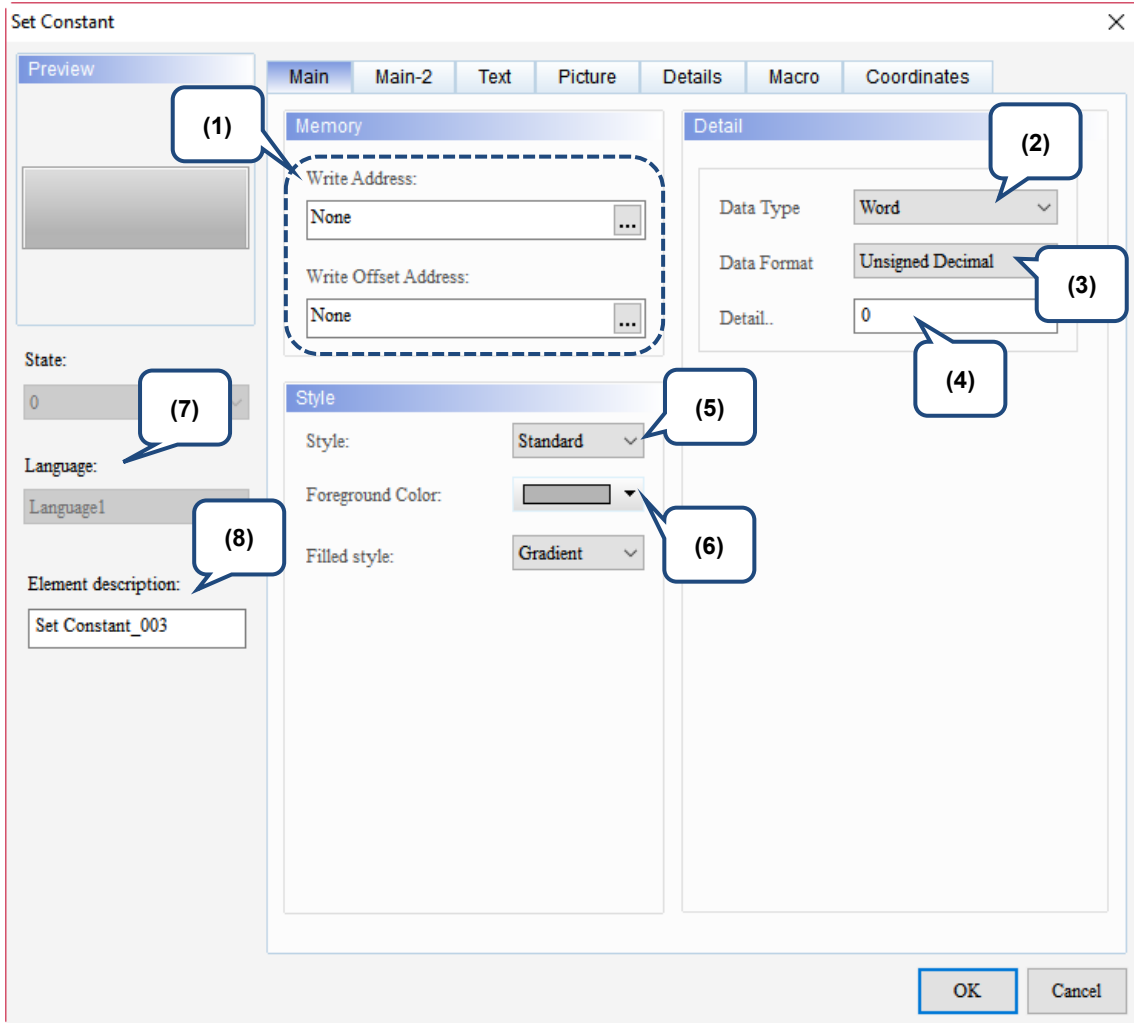 Set Constant
Preview
Main Main-2 Text Picture Details Macro Coordinates
(1)
Memory
Write Address:
None
...
Write Offset Address:
None
...
Detail
(2)
Data Type Word
Data Format Unsigned Decimal
(3)
Detail.. 0
(4)
State:
0
(7)
Language:
Language1
(8)
Element description:
Set Constant_003
Style
Style: Standard
(5)
Foreground Color:
(6)
Filled style: Gradient
OK Cancel